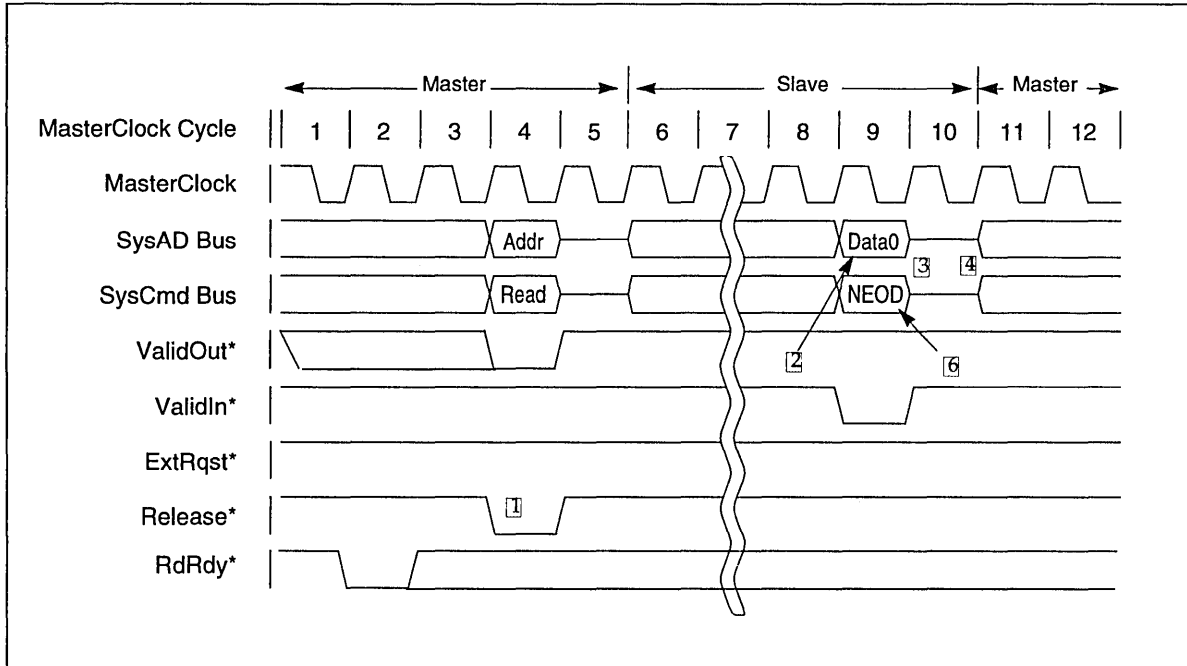 Master Slave Master
MasterClock Cycle 1 2 3 4 5 6 7 8 9 10 11 12
MasterClock
SysAD Bus Addr Data0
3 4
SysCmd Bus Read NEOD
ValidOut* 2 6
ValidIn*
ExtRqst*
Release* 1
RdRdy*